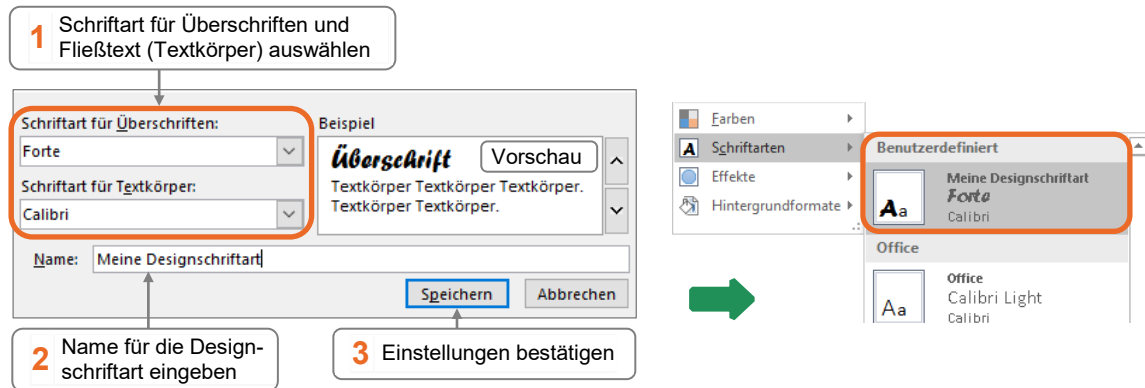 1 Schriftart für Überschriften und
Fließtext (Textkörper) auswählen
Schriftart für Überschriften:
Forte
Schriftart für Textkörper:
Calibri
Beispiel
Überschrift
Vorschau
Textkörper Textkörper Textkörper.
Textkörper Textkörper.
Name: Meine Designschriftart
Speichern Abbrechen
2 Name für die Design-
schriftart eingeben
3 Einstellungen bestätigen
Farben
A Schriftarten
Effekte
Hintergrundformate
Benutzerdefiniert
Aa
Meine Designschriftart
Forte
Calibri
Office
Aa
Office
Calibri Light
Calibri